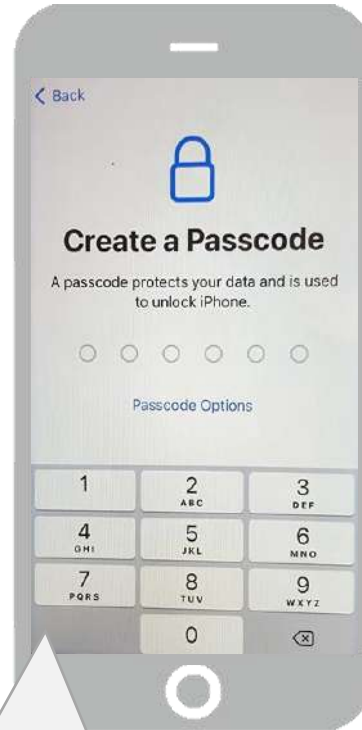 Back
Create a Passcode
A passcode protects your data and is used
to unlock iPhone.
Passcode Options
1 2 3
ABC DEF
4 5 6
GHI JKL MNO
7 8 9
PQRS TUV WXYZ
0